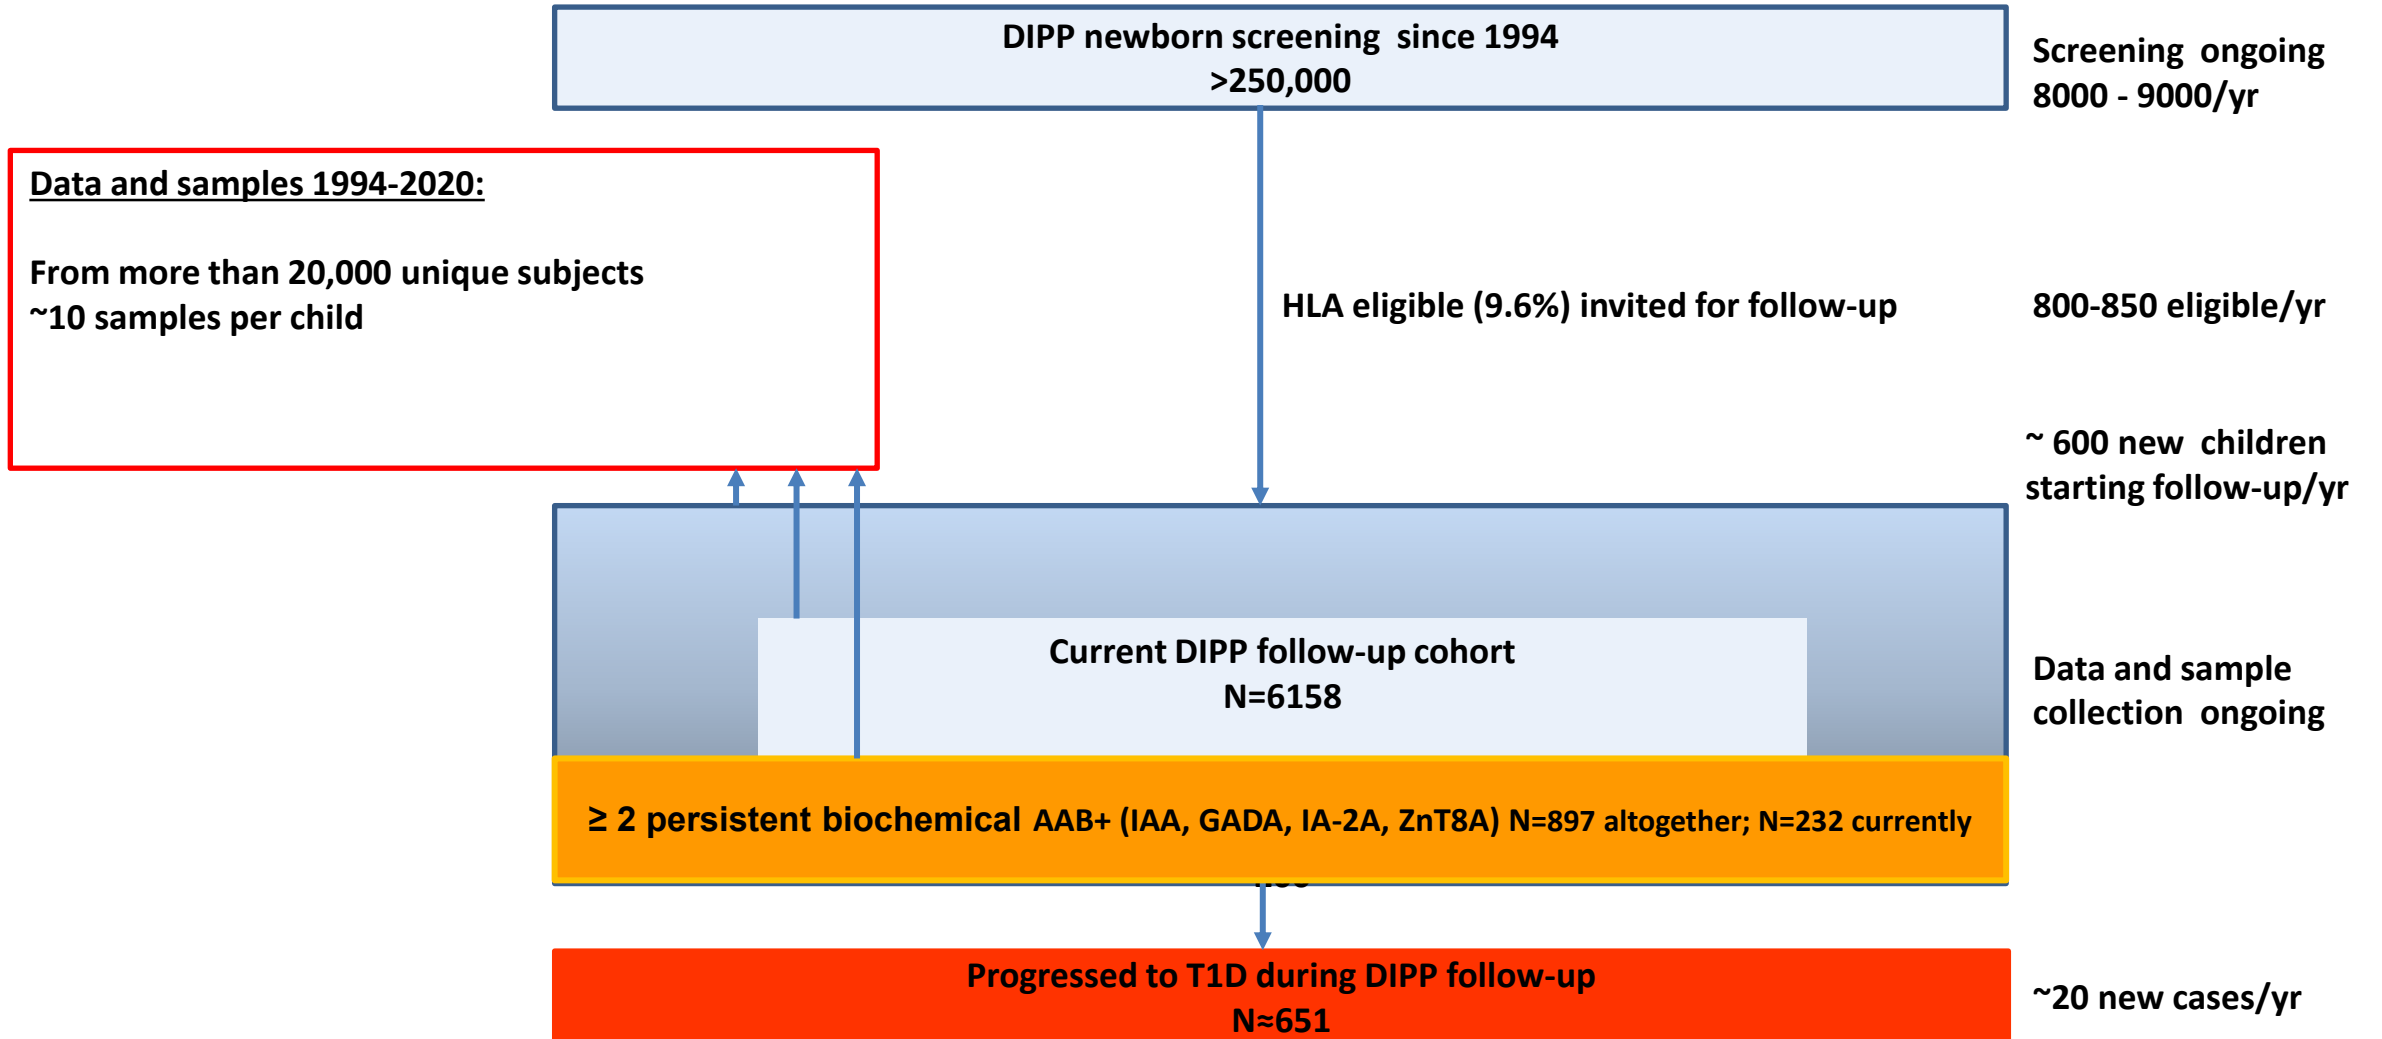 DIPP newborn screening since 1994
>250,000
Screening ongoing
8000 - 9000/yr
Data and samples 1994-2020:
From more than 20,000 unique subjects
~10 samples per child
HLA eligible (9.6%) invited for follow-up
800-850 eligible/yr
~ 600 new children
starting follow-up/yr
Current DIPP follow-up cohort
N=6158
Data and sample
collection ongoing
≥ 2 persistent biochemical AAB+ (IAA, GADA, IA-2A, ZnT8A) N=897 altogether; N=232 currently
Progressed to T1D during DIPP follow-up
N≈651
~20 new cases/yr